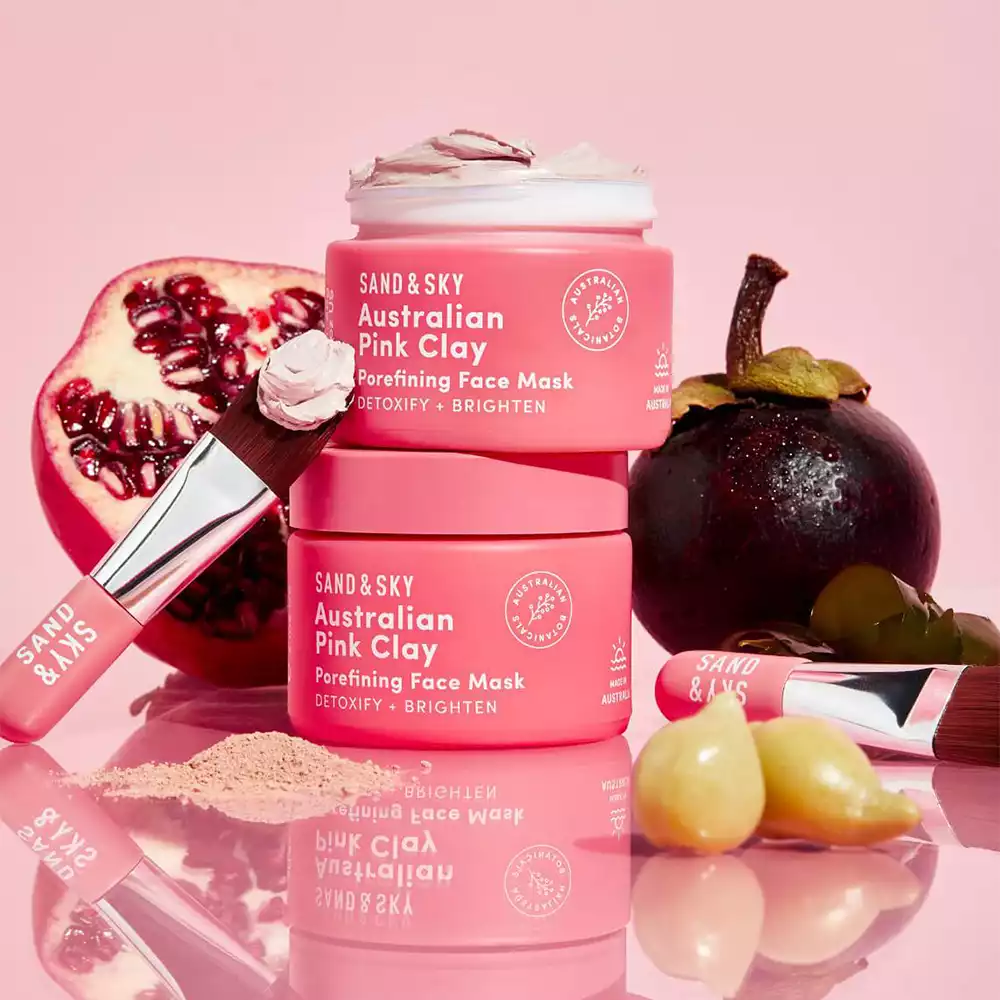 SAND & SKY
Australian
Pink Clay
Porefining Face Mask
DETOXIFY + BRIGHTEN
AUSTRALIAN BOTANICALS
MADE IN
AUSTRALIA
SAND & SKY
Australian
Pink Clay
Porefining Face Mask
DETOXIFY + BRIGHTEN
AUSTRALIAN BOTANICALS
MADE IN
AUSTRALIA
SAND
& SKY
SAND
& SKY